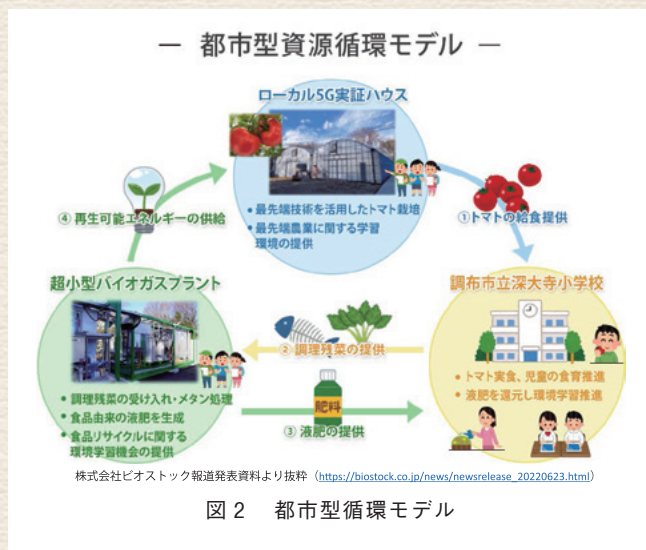 ― 都市型資源循環モデル ―
ローカル5G実証ハウス
• 最先端技術を活用したトマト栽培
• 最先端農業に関する学習
環境の提供
④ 再生可能エネルギーの供給
①トマトの給食提供
超小型バイオガスプラント
• 調理残菜の受け入れ・メタン処理
• 食品由来の液肥を生成
• 食品リサイクルに関する
環境学習機会の提供
② 調理残菜の提供
肥料
③ 液肥の提供
調布市立深大寺小学校
• トマト実食、児童の食育推進
• 液肥を還元し環境学習推進
株式会社ビオストック報道発表資料より抜粋（https://biostock.co.jp/news/newsrelease_20220623.html）
図２　都市型循環モデル